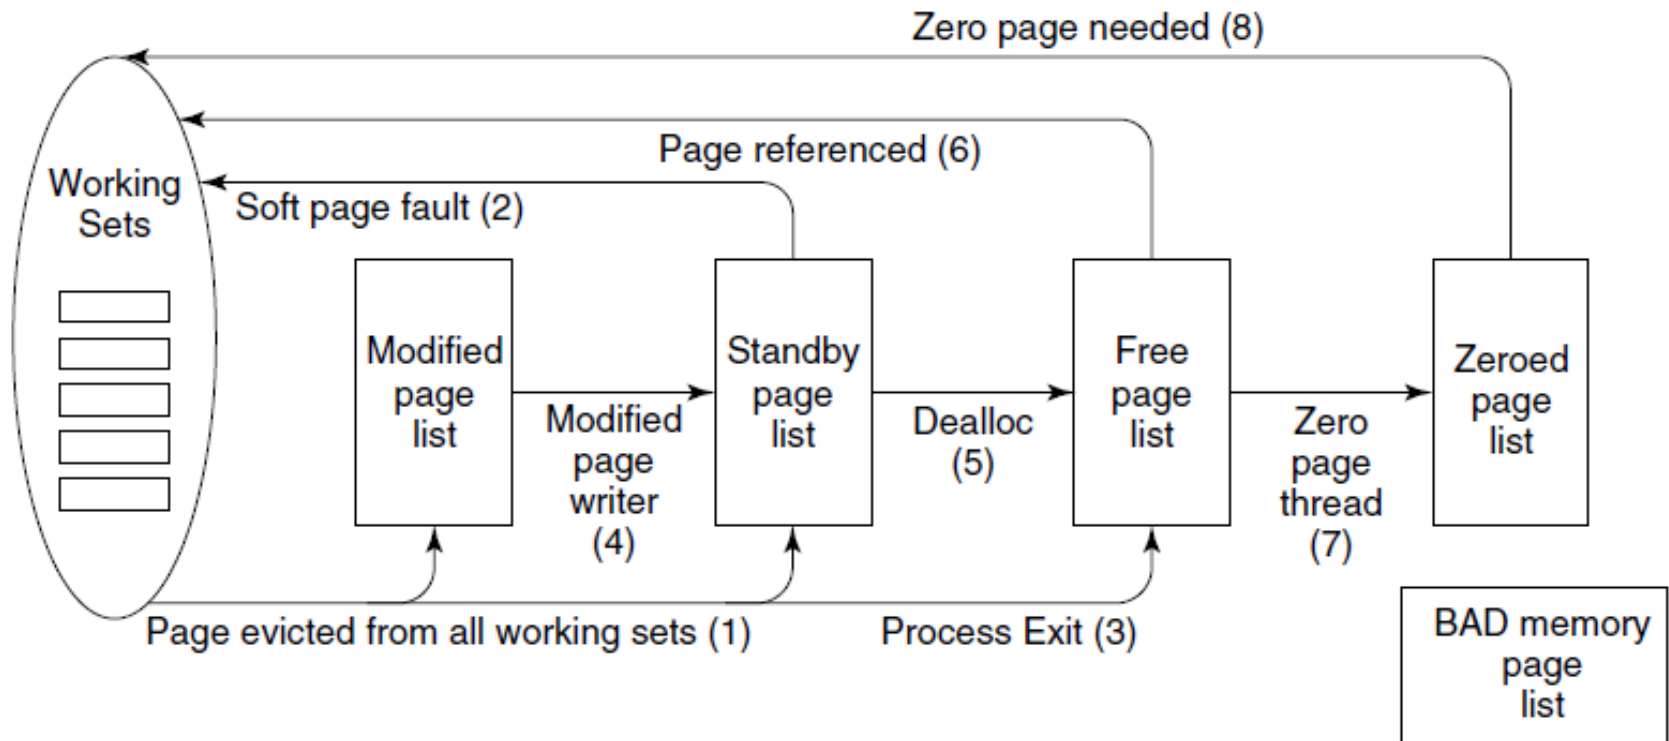 Zero page needed (8)
Page referenced (6)
Soft page fault (2)
Working
Sets
Modified
page
list
Modified
page
writer
(4)
Standby
page
list
Dealloc
(5)
Free
page
list
Zero
page
thread
(7)
Zeroed
page
list
Page evicted from all working sets (1)
Process Exit (3)
BAD memory
page
list